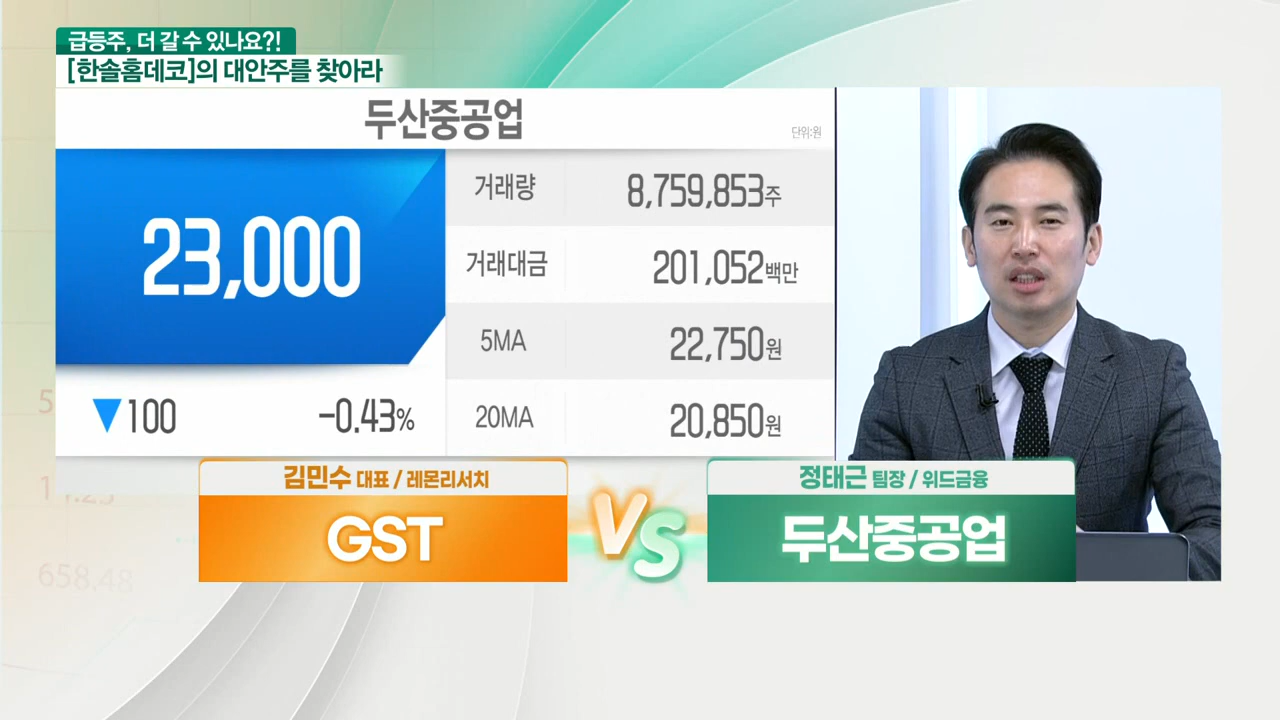 급등주, 더 갈 수 있나요?!
[한솔홈데코]의 대안주를 찾아라
두산중공업
단위:원
23,000
▼100 -0.43%
거래량 8,759,853주
거래대금 201,052백만
5MA 22,750원
20MA 20,850원
김민수 대표 / 레몬리서치
GST
VS
정태근 팀장 / 위드금융
두산중공업
658.48